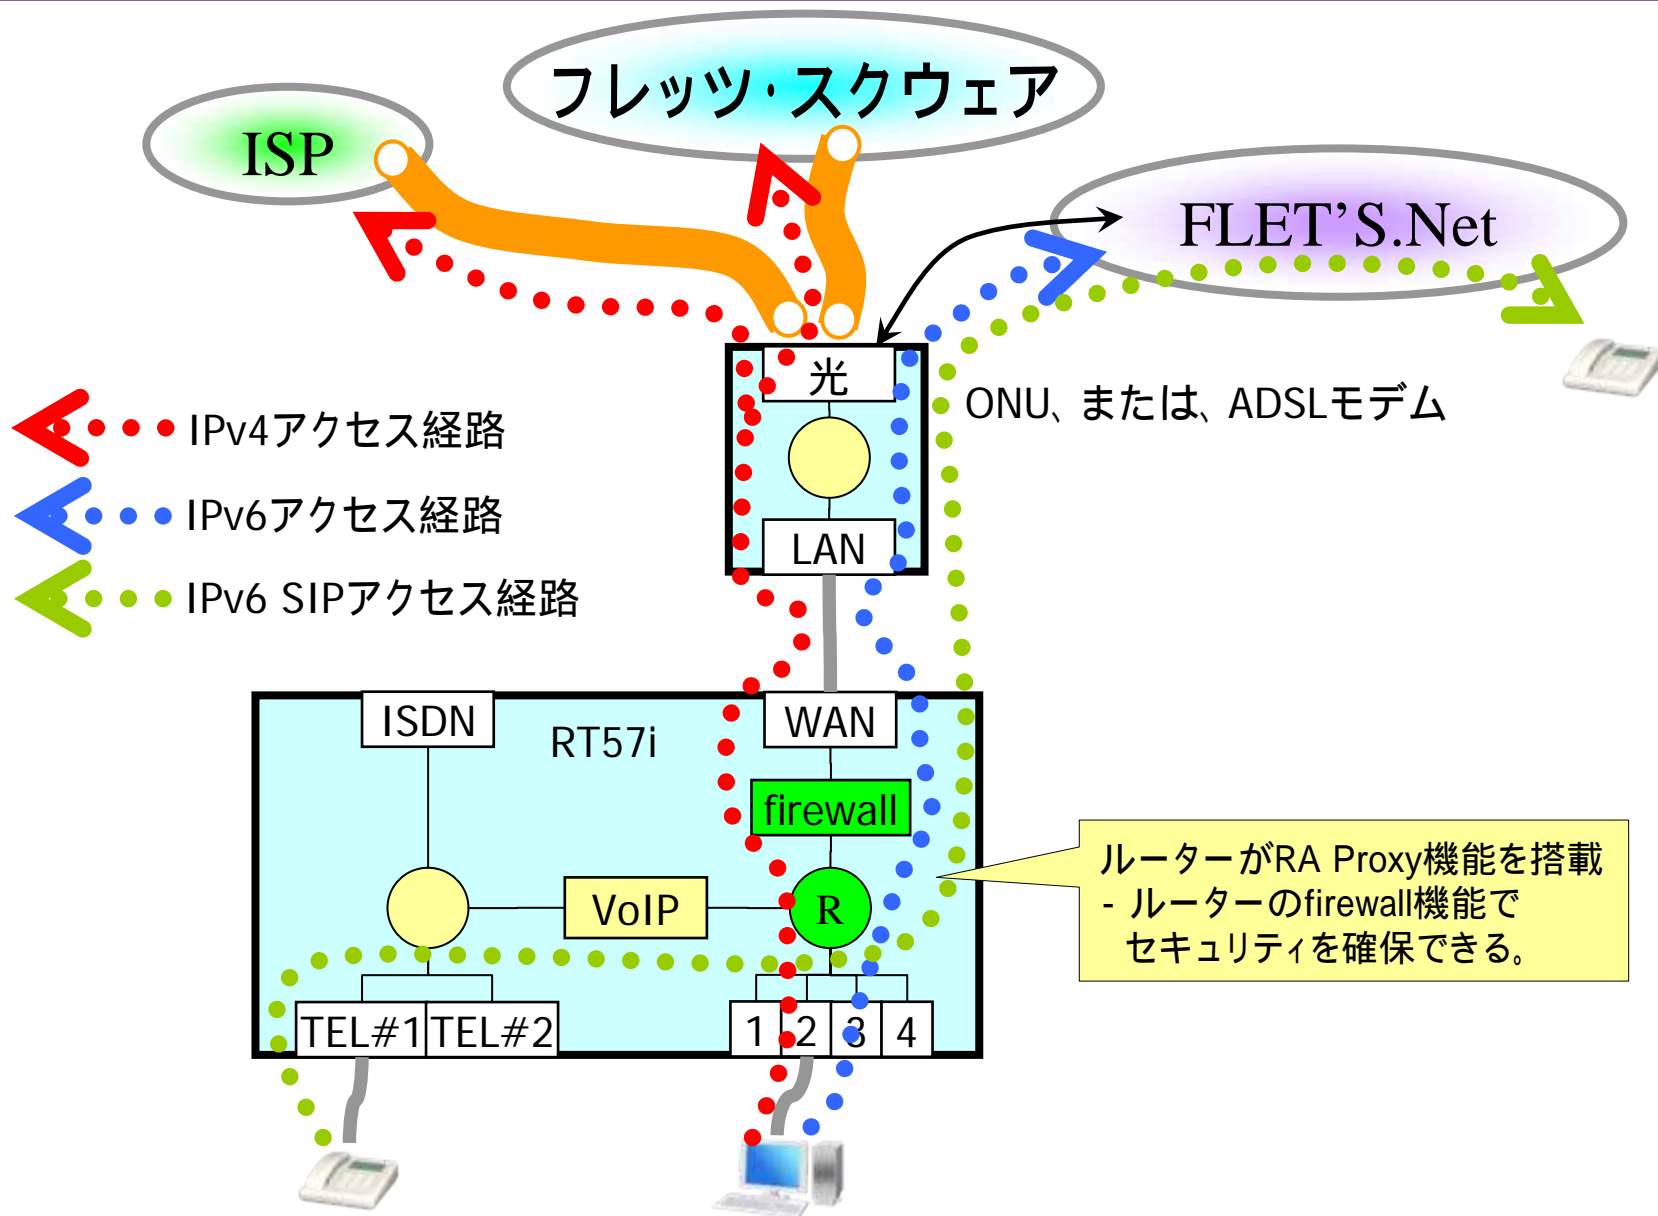 フレッツ・スクウェア
ISP
FLET'S.Net
光
ONU、または、ADSLモデム
IPv4アクセス経路
IPv6アクセス経路
LAN
IPv6 SIPアクセス経路
ISDN
RT57i
WAN
firewall
ルーターがRA Proxy機能を搭載
- ルーターのfirewall機能で
セキュリティを確保できる。
VoIP
R
TEL#1
TEL#2
1
2
3
4